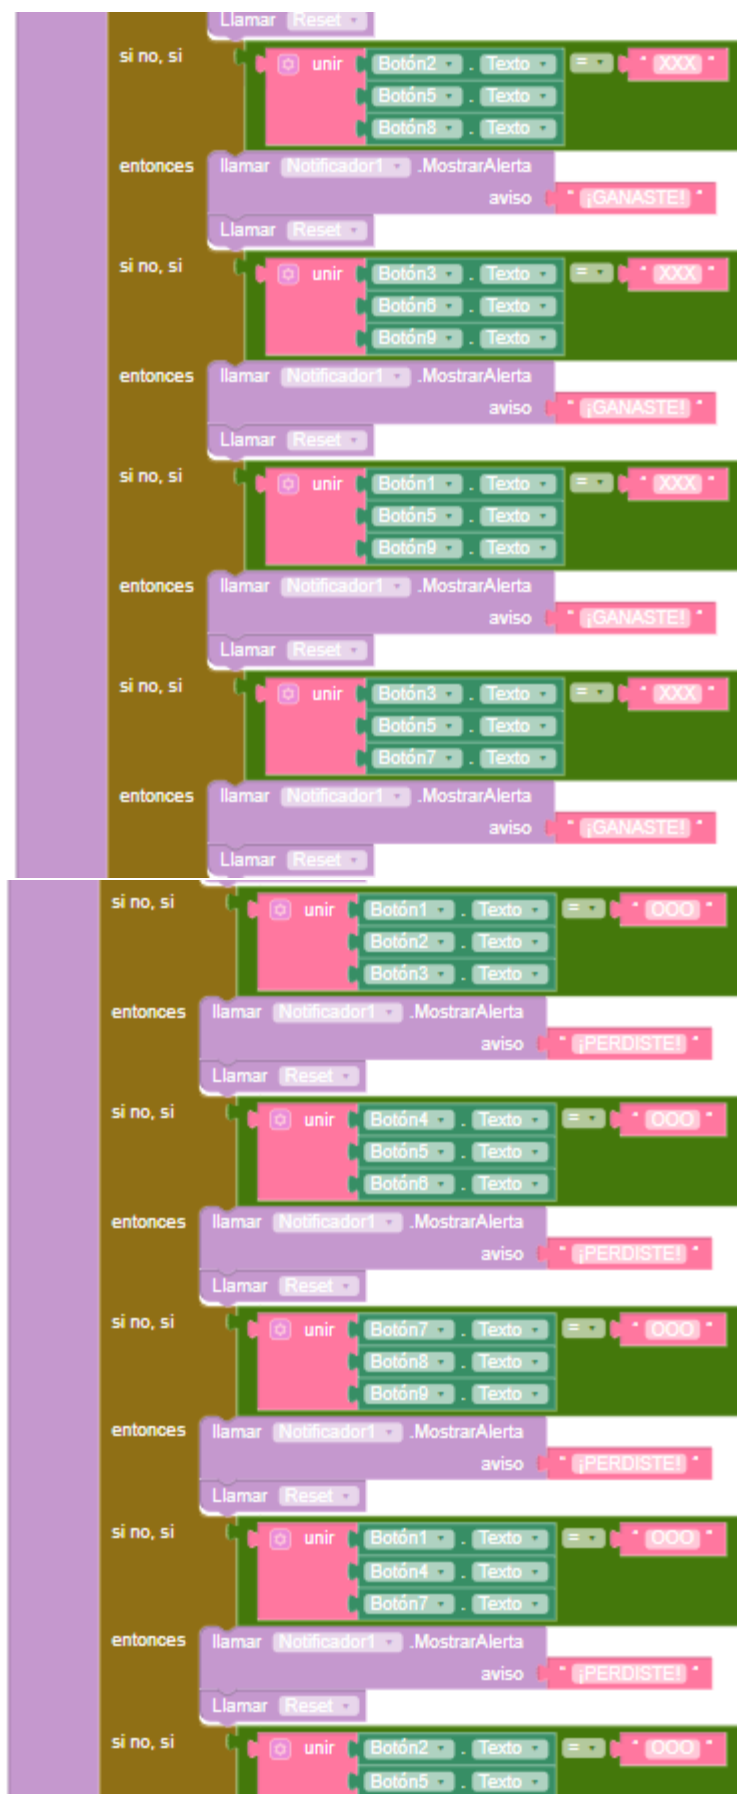 Llamar Reset
si no, si unir Botón2 . Texto = " XXX "
Botón5 . Texto
Botón8 . Texto
entonces llamar Notificador1 .MostrarAlerta
aviso " ¡GANASTE! "
Llamar Reset
si no, si unir Botón3 . Texto = " XXX "
Botón6 . Texto
Botón9 . Texto
entonces llamar Notificador1 .MostrarAlerta
aviso " ¡GANASTE! "
Llamar Reset
si no, si unir Botón1 . Texto = " XXX "
Botón5 . Texto
Botón9 . Texto
entonces llamar Notificador1 .MostrarAlerta
aviso " ¡GANASTE! "
Llamar Reset
si no, si unir Botón3 . Texto = " XXX "
Botón5 . Texto
Botón7 . Texto
entonces llamar Notificador1 .MostrarAlerta
aviso " ¡GANASTE! "
Llamar Reset
si no, si unir Botón1 . Texto = " OOO "
Botón2 . Texto
Botón3 . Texto
entonces llamar Notificador1 .MostrarAlerta
aviso " ¡PERDISTE! "
Llamar Reset
si no, si unir Botón4 . Texto = " OOO "
Botón5 . Texto
Botón6 . Texto
entonces llamar Notificador1 .MostrarAlerta
aviso " ¡PERDISTE! "
Llamar Reset
si no, si unir Botón7 . Texto = " OOO "
Botón8 . Texto
Botón9 . Texto
entonces llamar Notificador1 .MostrarAlerta
aviso " ¡PERDISTE! "
Llamar Reset
si no, si unir Botón1 . Texto = " OOO "
Botón4 . Texto
Botón7 . Texto
entonces llamar Notificador1 .MostrarAlerta
aviso " ¡PERDISTE! "
Llamar Reset
si no, si unir Botón2 . Texto = " OOO "
Botón5 . Texto